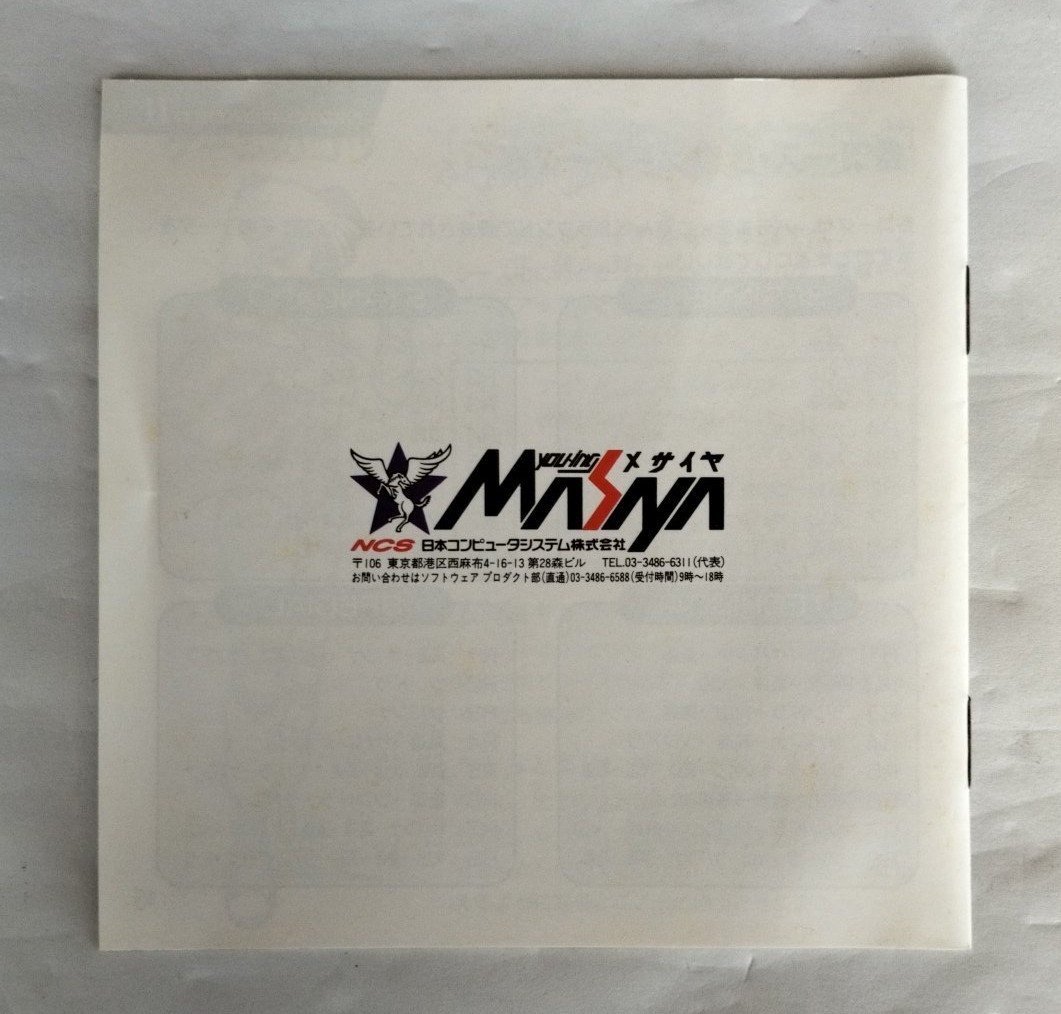 you-ing
MASAYA メサイヤ
NCS 日本コンピュータシステム株式会社
〒106 東京都港区西麻布4-16-13 第28森ビル TEL.03-3486-6311(代表)
お問い合わせはソフトウェア プロダクト部(直通)03-3486-6588(受付時間)9時〜18時